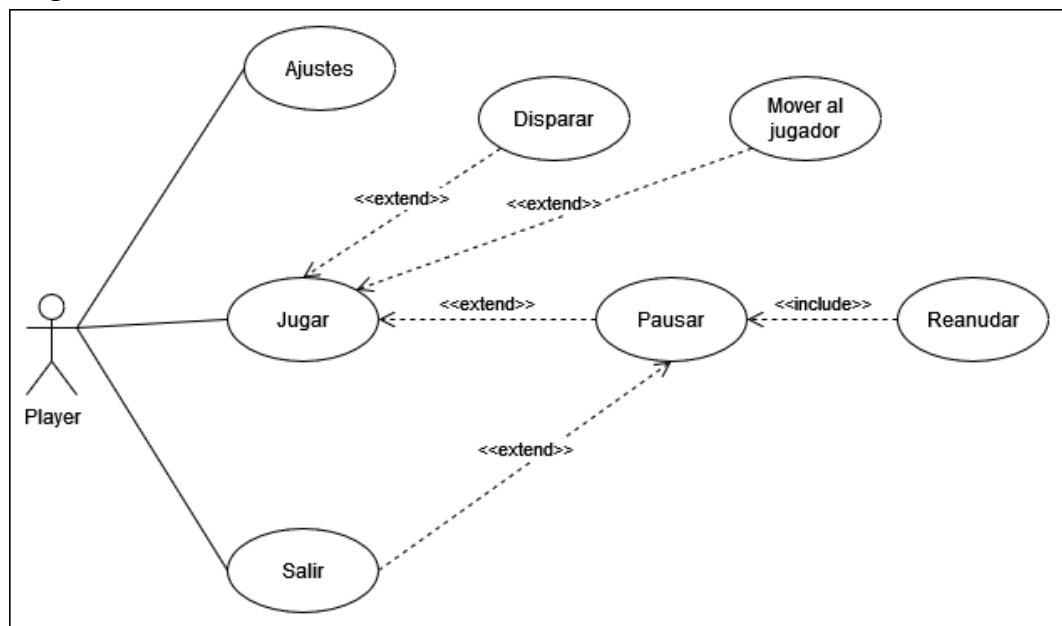 Ajustes
Disparar
Mover al
jugador
<<extend>>
<<extend>>
Jugar
<<extend>>
Pausar
<<include>>
Reanudar
Player
<<extend>>
Salir